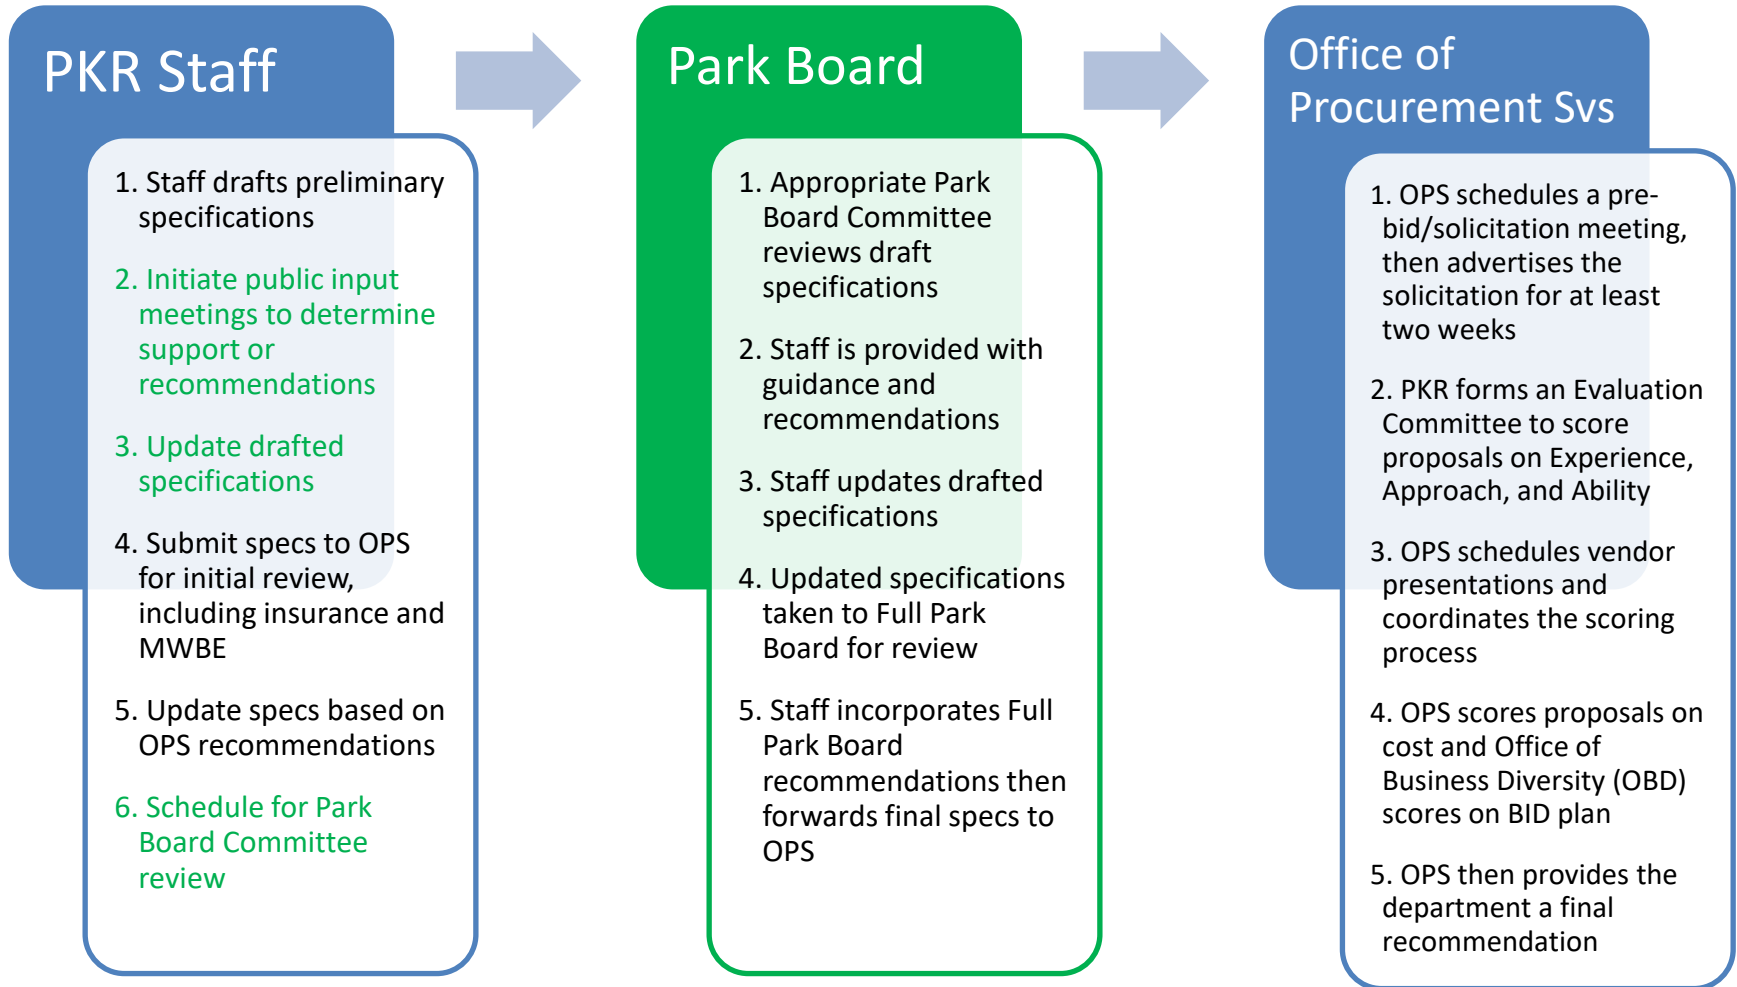 PKR Staff
1. Staff drafts preliminary
specifications
2. Initiate public input
meetings to determine
support or
recommendations
3. Update drafted
specifications
4. Submit specs to OPS
for initial review,
including insurance and
MWBE
5. Update specs based on
OPS recommendations
6. Schedule for Park
Board Committee
review
Park Board
1. Appropriate Park
Board Committee
reviews draft
specifications
2. Staff is provided with
guidance and
recommendations
3. Staff updates drafted
specifications
4. Updated specifications
taken to Full Park
Board for review
5. Staff incorporates Full
Park Board
recommendations then
forwards final specs to
OPS
Office of
Procurement Svs
1. OPS schedules a pre-
bid/solicitation meeting,
then advertises the
solicitation for at least
two weeks
2. PKR forms an Evaluation
Committee to score
proposals on Experience,
Approach, and Ability
3. OPS schedules vendor
presentations and
coordinates the scoring
process
4. OPS scores proposals on
cost and Office of
Business Diversity (OBD)
scores on BID plan
5. OPS then provides the
department a final
recommendation